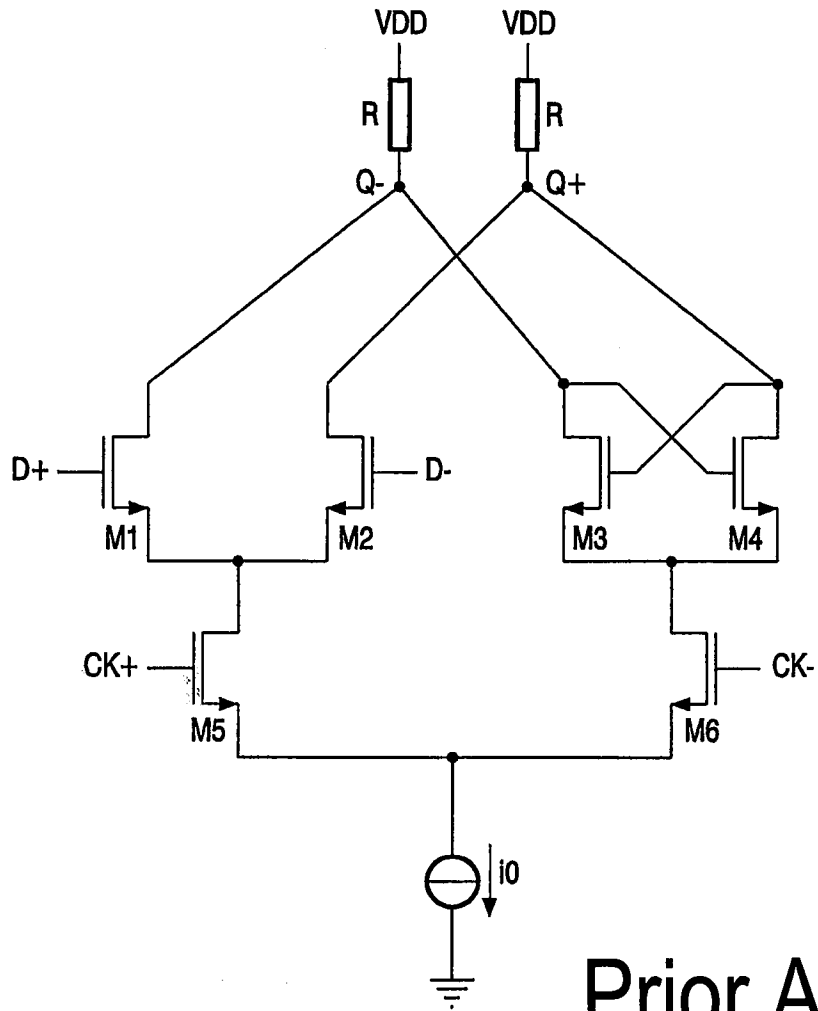 VDD VDD
R R
Q- Q+
D+ D-
M1 M2 M3 M4
CK+ CK-
M5 M6
i0
Prior A